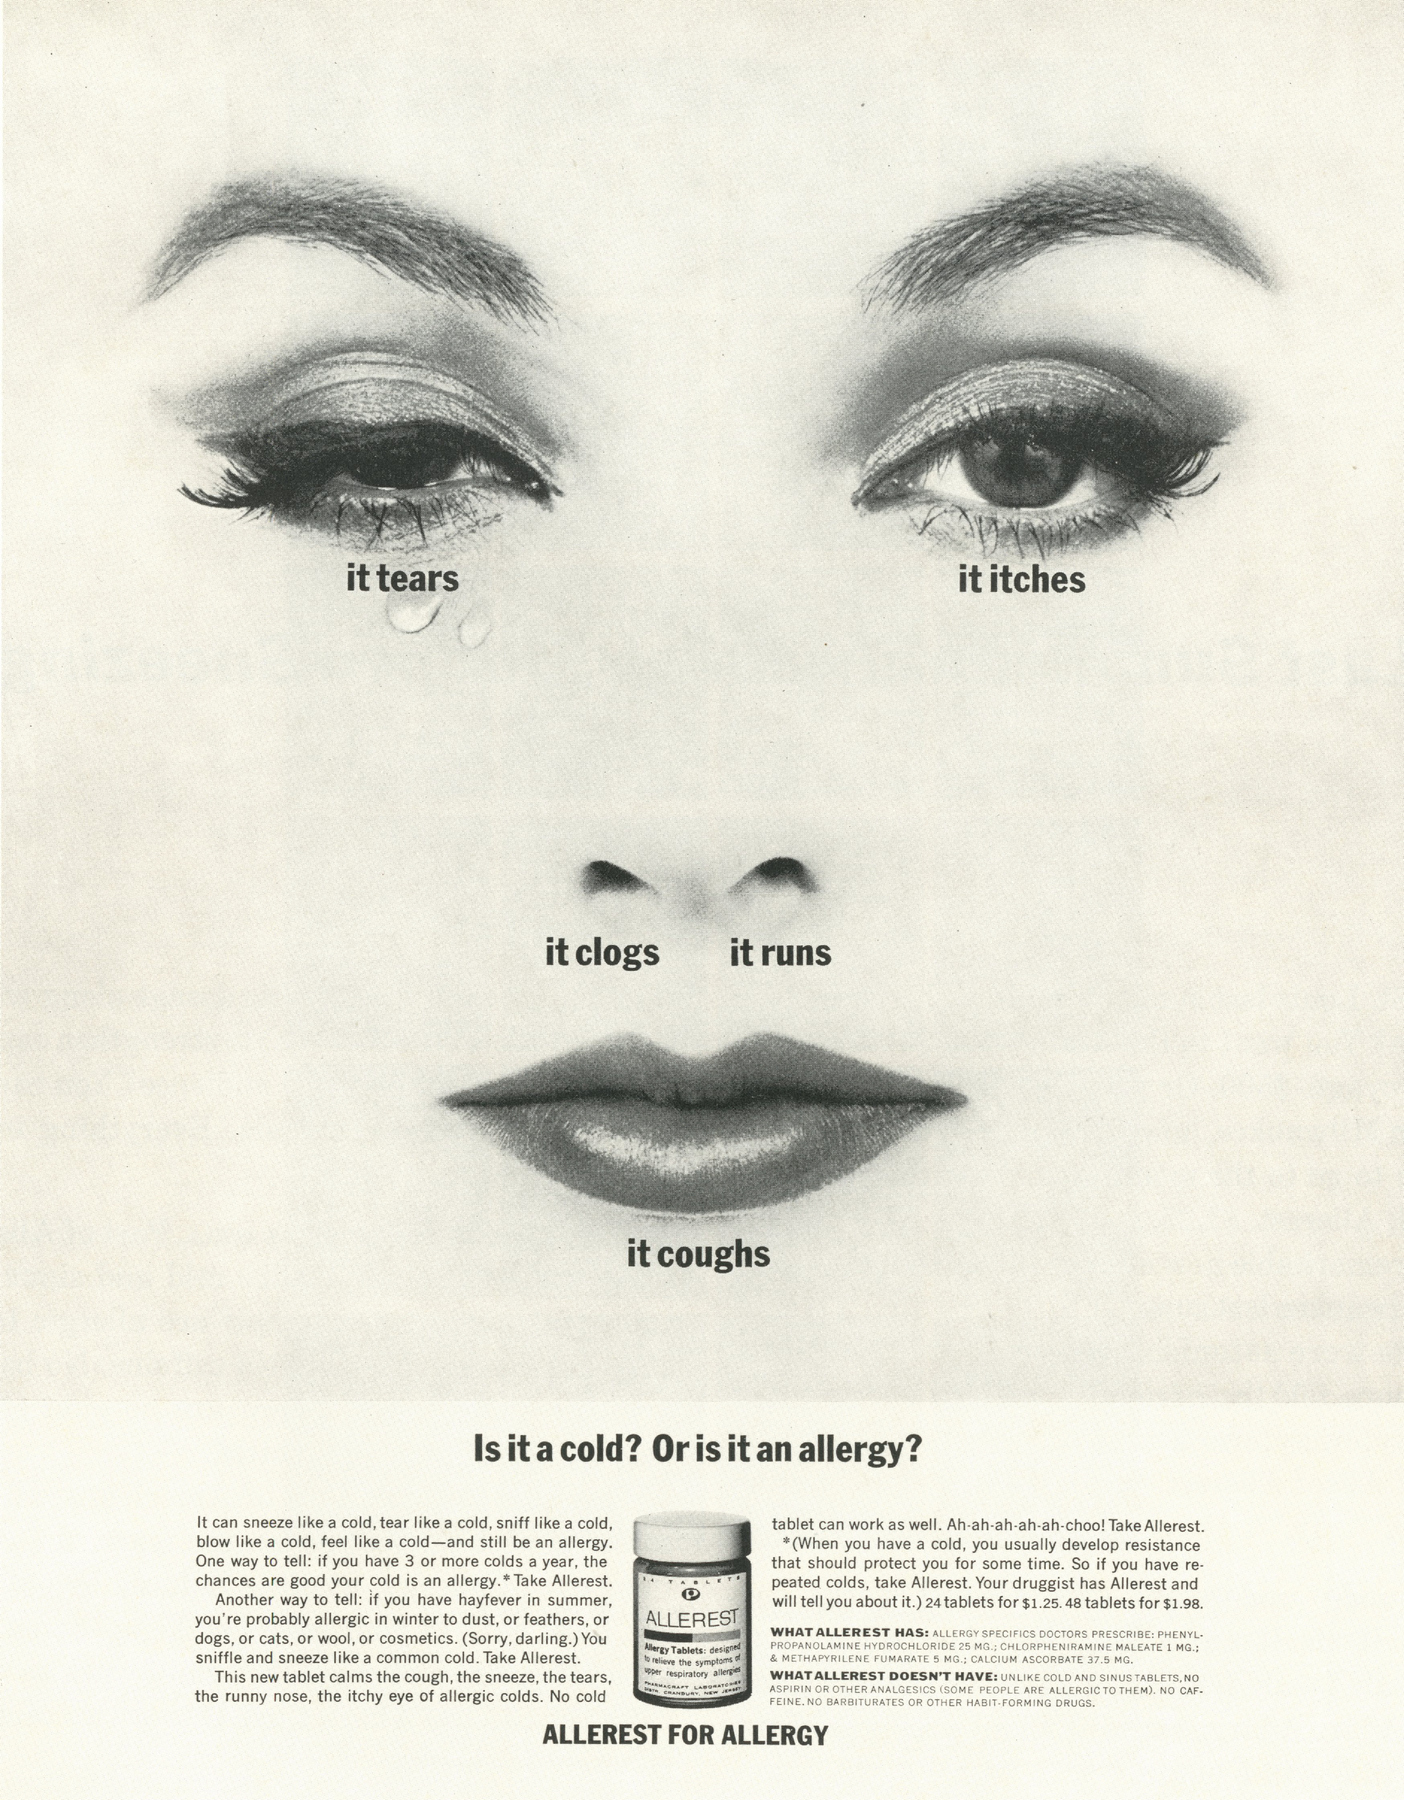 it tears
it itches
it clogs
it runs
it coughs
Is it a cold? Or is it an allergy?
It can sneeze like a cold, tear like a cold, sniff like a cold,
blow like a cold, feel like a cold—and still be an allergy.
One way to tell: if you have 3 or more colds a year, the
chances are good your cold is an allergy.* Take Allerest.
Another way to tell: if you have hayfever in summer,
you're probably allergic in winter to dust, or feathers, or
dogs, or cats, or wool, or cosmetics. (Sorry, darling.) You
sniffle and sneeze like a common cold. Take Allerest.
This new tablet calms the cough, the sneeze, the tears,
the runny nose, the itchy eye of allergic colds. No cold
24 TABLETS
ALLEREST
Allergy Tablets: designed
to relieve the symptoms of
upper respiratory allergies
PHARMACRAFT LABORATORIES
DISTR. CRANBURY, NEW JERSEY
tablet can work as well. Ah-ah-ah-ah-ah-choo! Take Allerest.
*(When you have a cold, you usually develop resistance
that should protect you for some time. So if you have re-
peated colds, take Allerest. Your druggist has Allerest and
will tell you about it.) 24 tablets for $1.25. 48 tablets for $1.98.
WHAT ALLEREST HAS: ALLERGY SPECIFICS DOCTORS PRESCRIBE: PHENYL-
PROPANOLAMINE HYDROCHLORIDE 25 MG.; CHLORPHENIRAMINE MALEATE 1 MG.;
& METHAPYRILENE FUMARATE 5 MG.; CALCIUM ASCORBATE 37.5 MG.
WHAT ALLEREST DOESN'T HAVE: UNLIKE COLD AND SINUS TABLETS, NO
ASPIRIN OR OTHER ANALGESICS (SOME PEOPLE ARE ALLERGIC TO THEM). NO CAF-
FEINE. NO BARBITURATES OR OTHER HABIT-FORMING DRUGS.
ALLEREST FOR ALLERGY